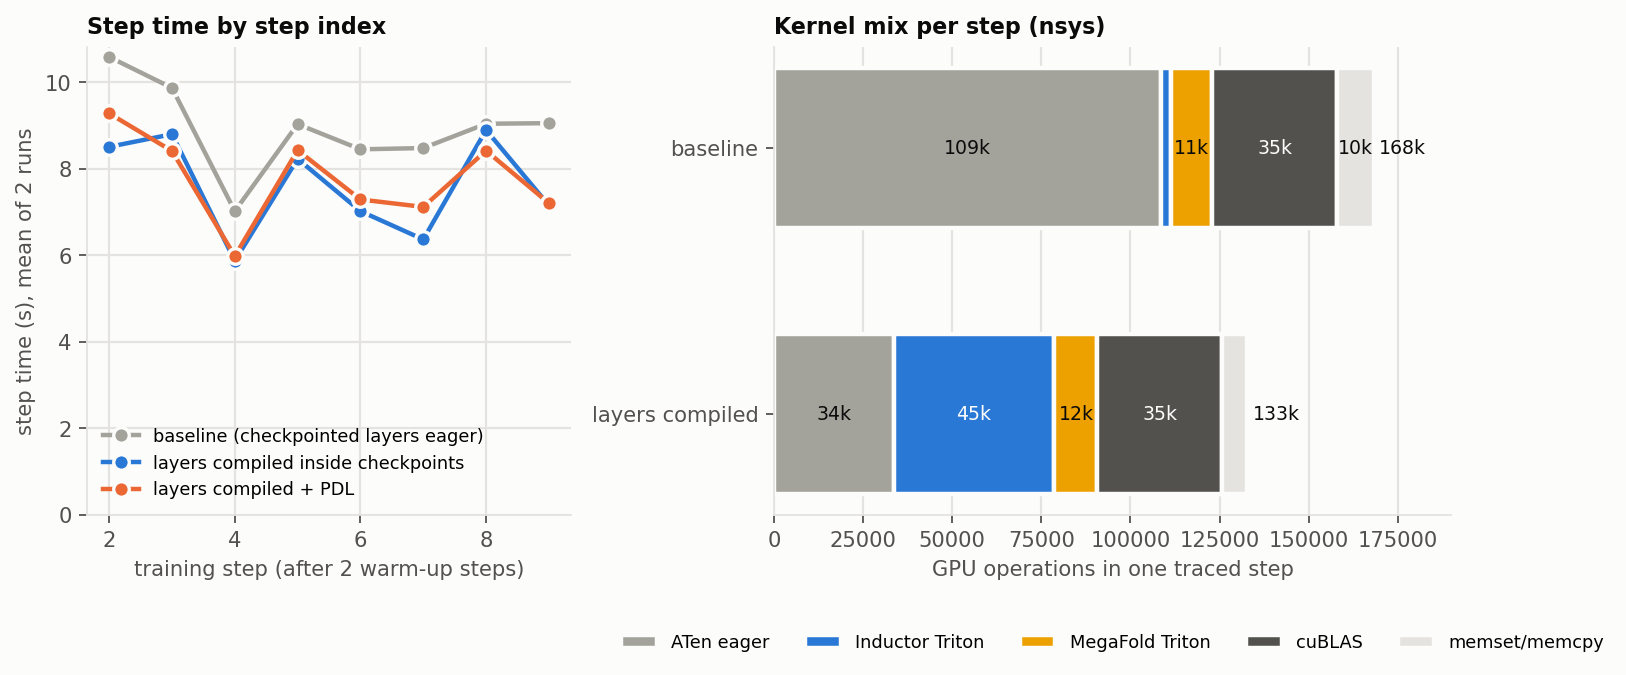 Step time by step index
step time (s), mean of 2 runs
10
8
6
4
2
0
baseline (checkpointed layers eager)
layers compiled inside checkpoints
layers compiled + PDL
2 4 6 8
training step (after 2 warm-up steps)
Kernel mix per step (nsys)
baseline
109k 11k 35k 10k 168k
layers compiled
34k 45k 12k 35k 133k
0 25000 50000 75000 100000 125000 150000 175000
GPU operations in one traced step
ATen eager Inductor Triton MegaFold Triton cuBLAS memset/memcpy